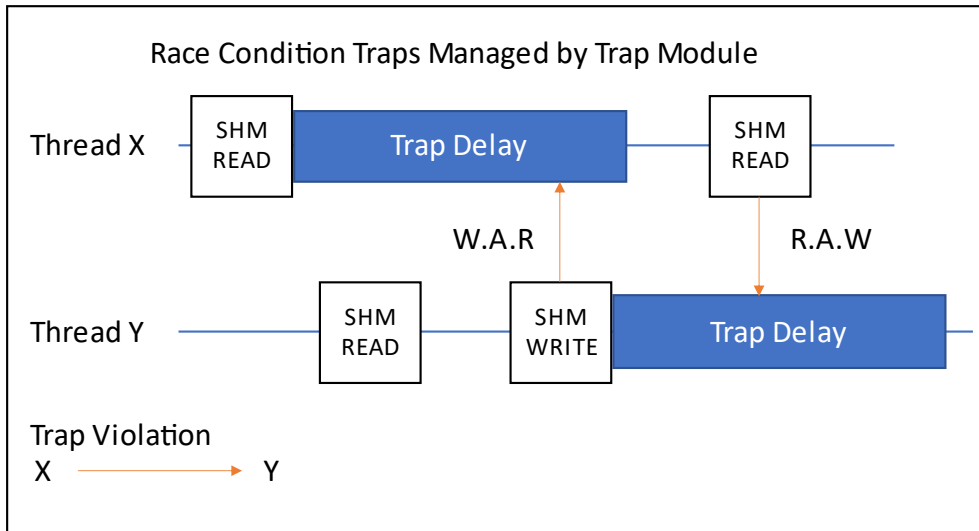 Race Condition Traps Managed by Trap Module
Thread X
SHM
READ
Trap Delay
SHM
READ
W.A.R
R.A.W
Thread Y
SHM
READ
SHM
WRITE
Trap Delay
Trap Violation
X
Y